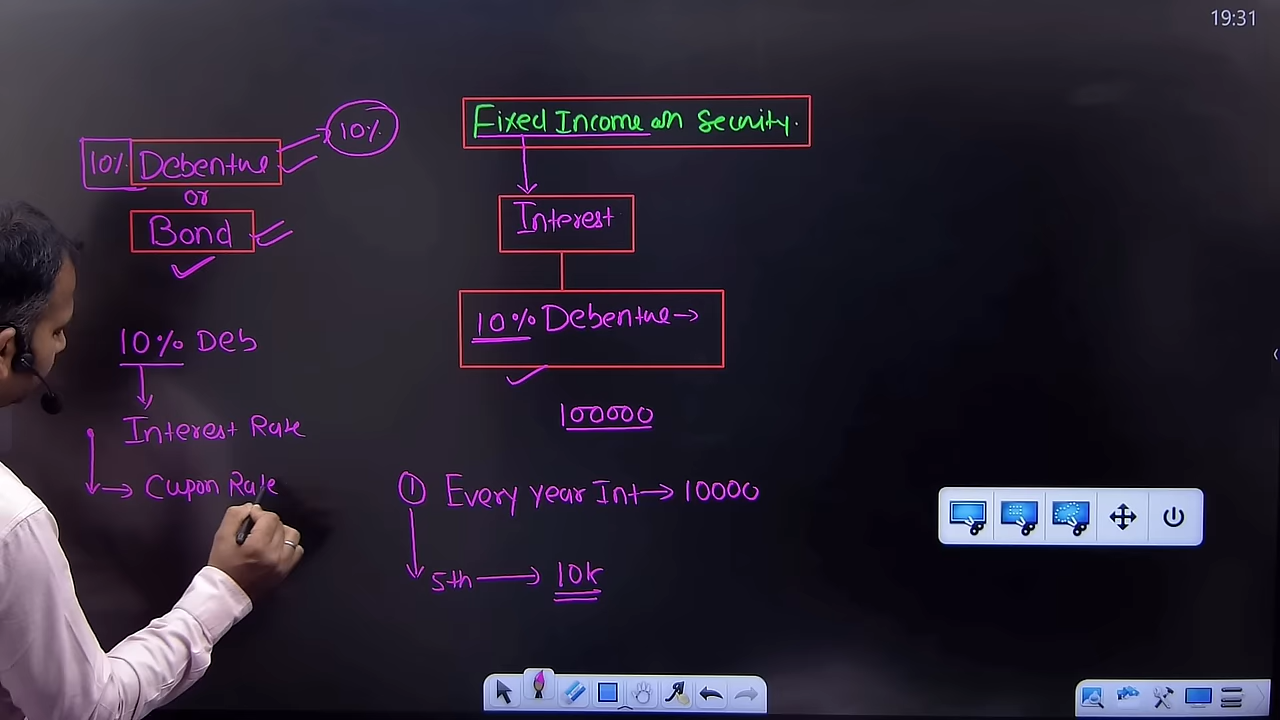 19:31
10% Debenture
10%
or
Bond
10% Deb
Interest Rate
Cupon Rate
Fixed Income on Security.
Interest
10% Debenture →
100000
① Every year Int → 10000
5th → 10k